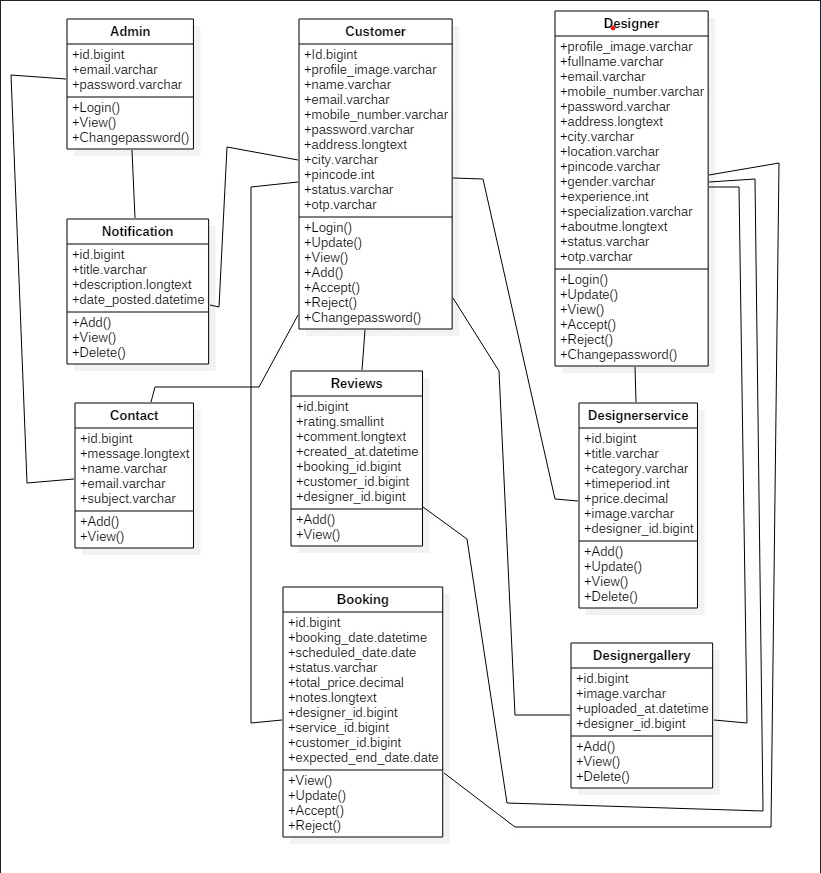 Admin
+id.bigint
+email.varchar
+password.varchar
+Login()
+View()
+Changepassword()
Customer
+Id.bigint
+profile_image.varchar
+name.varchar
+email.varchar
+mobile_number.varchar
+password.varchar
+address.longtext
+city.varchar
+pincode.int
+status.varchar
+otp.varchar
+Login()
+Update()
+View()
+Add()
+Accept()
+Reject()
+Changepassword()
Designer
+profile_image.varchar
+fullname.varchar
+email.varchar
+mobile_number.varchar
+password.varchar
+address.longtext
+city.varchar
+location.varchar
+pincode.varchar
+gender.varchar
+experience.int
+specialization.varchar
+aboutme.longtext
+status.varchar
+otp.varchar
+Login()
+Update()
+View()
+Accept()
+Reject()
+Changepassword()
Notification
+id.bigint
+title.varchar
+description.longtext
+date_posted.datetime
+Add()
+View()
+Delete()
Contact
+id.bigint
+message.longtext
+name.varchar
+email.varchar
+subject.varchar
+Add()
+View()
Reviews
+id.bigint
+rating.smallint
+comment.longtext
+created_at.datetime
+booking_id.bigint
+customer_id.bigint
+designer_id.bigint
+Add()
+View()
Designerservice
+id.bigint
+title.varchar
+category.varchar
+timeperiod.int
+price.decimal
+image.varchar
+designer_id.bigint
+Add()
+Update()
+View()
+Delete()
Booking
+id.bigint
+booking_date.datetime
+scheduled_date.date
+status.varchar
+total_price.decimal
+notes.longtext
+designer_id.bigint
+service_id.bigint
+customer_id.bigint
+expected_end_date.date
+View()
+Update()
+Accept()
+Reject()
Designergallery
+id.bigint
+image.varchar
+uploaded_at.datetime
+designer_id.bigint
+Add()
+View()
+Delete()